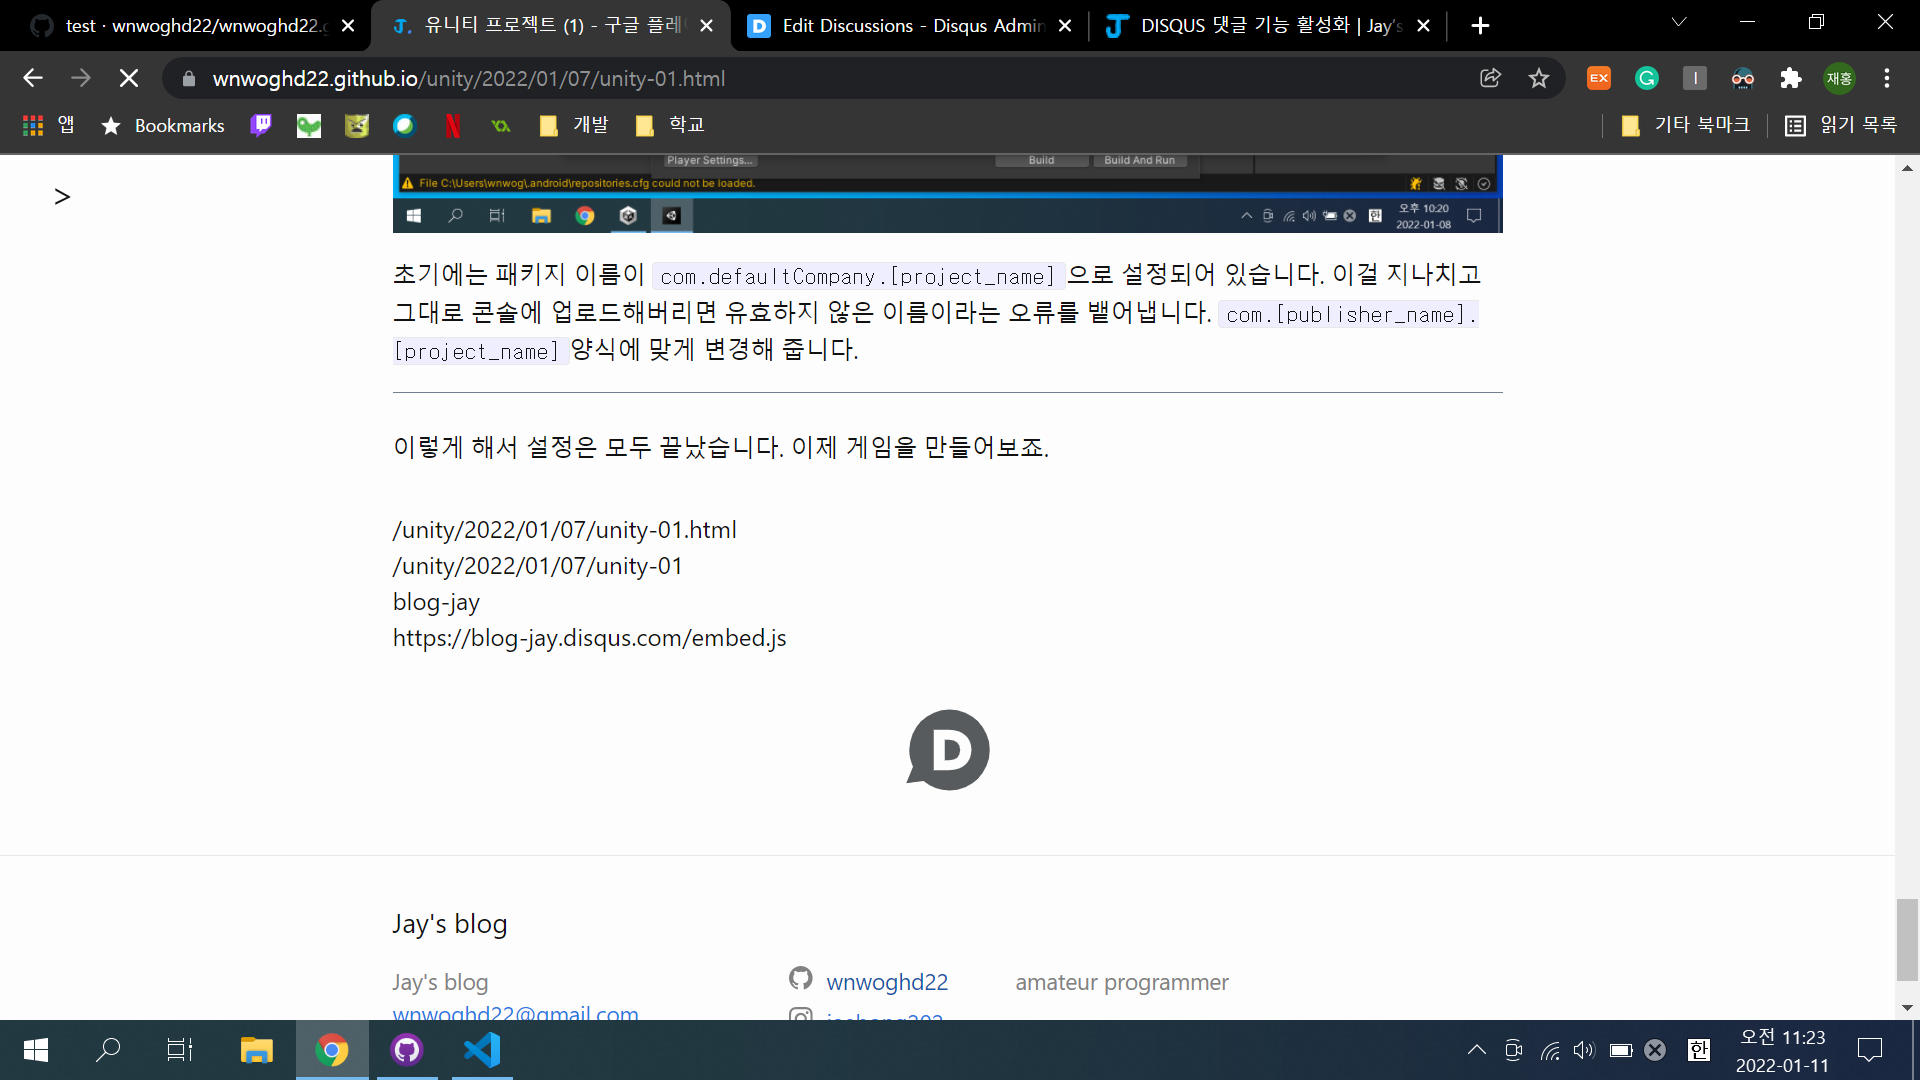 test · wnwoghd22/wnwoghd22.g
유니티 프로젝트 (1) - 구글 플레이
Edit Discussions - Disqus Admin
DISQUS 댓글 기능 활성화 | Jay's
wnwoghd22.github.io/unity/2022/01/07/unity-01.html
EX
재홍
앱
Bookmarks
개발
학교
기타 북마크
읽기 목록
>
Player Settings...
Build
Build And Run
File C:\Users\wnwog\.android\repositories.cfg could not be loaded.
한
오후 10:20
2022-01-08
초기에는 패키지 이름이 com.defaultCompany.[project_name] 으로 설정되어 있습니다. 이걸 지나치고
그대로 콘솔에 업로드해버리면 유효하지 않은 이름이라는 오류를 뱉어냅니다. com.[publisher_name].
[project_name] 양식에 맞게 변경해 줍니다.
이렇게 해서 설정은 모두 끝났습니다. 이제 게임을 만들어보죠.
/unity/2022/01/07/unity-01.html
/unity/2022/01/07/unity-01
blog-jay
https://blog-jay.disqus.com/embed.js
D
Jay's blog
Jay's blog
wnwoghd22
amateur programmer
wnwoghd22@gmail.com
한
오전 11:23
2022-01-11